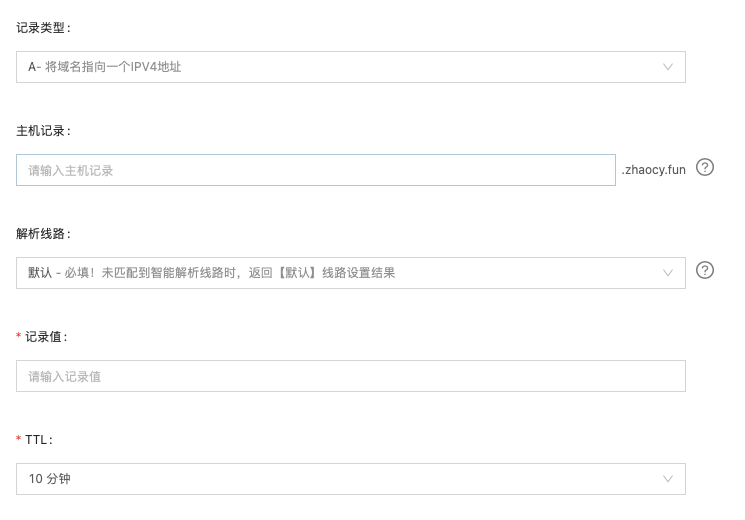 记录类型：
A- 将域名指向一个IPV4地址
主机记录：
请输入主机记录 .zhaocy.fun ?
解析线路：
默认 - 必填！未匹配到智能解析线路时，返回【默认】线路设置结果 ?
* 记录值：
请输入记录值
* TTL：
10 分钟